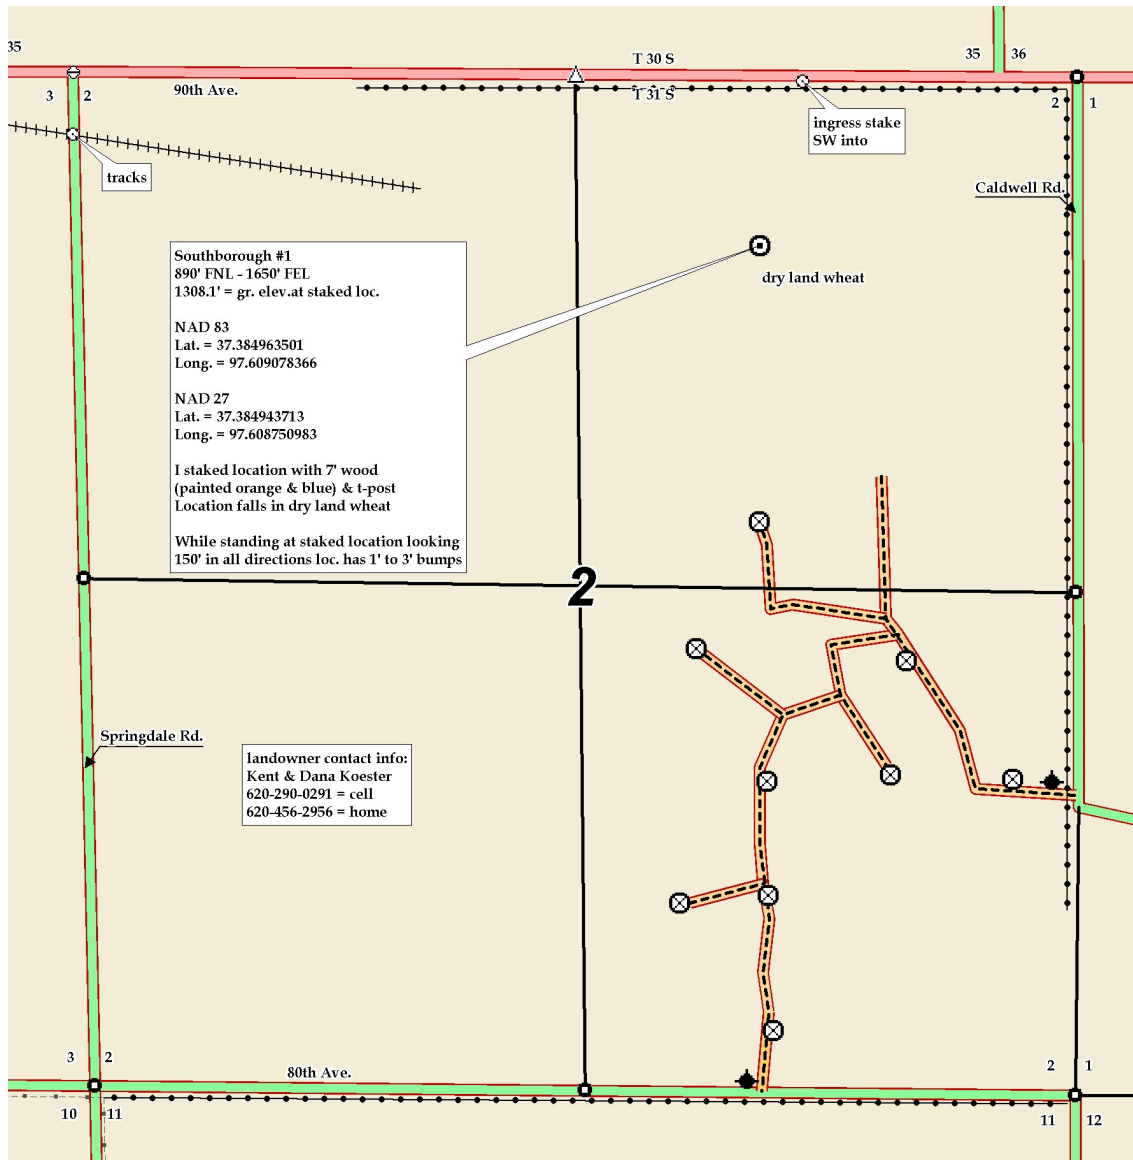 35
T 30 S
35
36
3
2
90th Ave.
T 31 S
2
1
ingress stake
SW into
tracks
Caldwell Rd.
Southborough #1
890' FNL - 1650' FEL
1308.1' = gr. elev.at staked loc.
NAD 83
Lat. = 37.384963501
Long. = 97.609078366
NAD 27
Lat. = 37.384943713
Long. = 97.608750983
I staked location with 7' wood
(painted orange & blue) & t-post
Location falls in dry land wheat
While standing at staked location looking
150' in all directions loc. has 1' to 3' bumps
dry land wheat
2
Springdale Rd.
landowner contact info:
Kent & Dana Koester
620-290-0291 = cell
620-456-2956 = home
3
2
80th Ave.
2
1
10
11
11
12